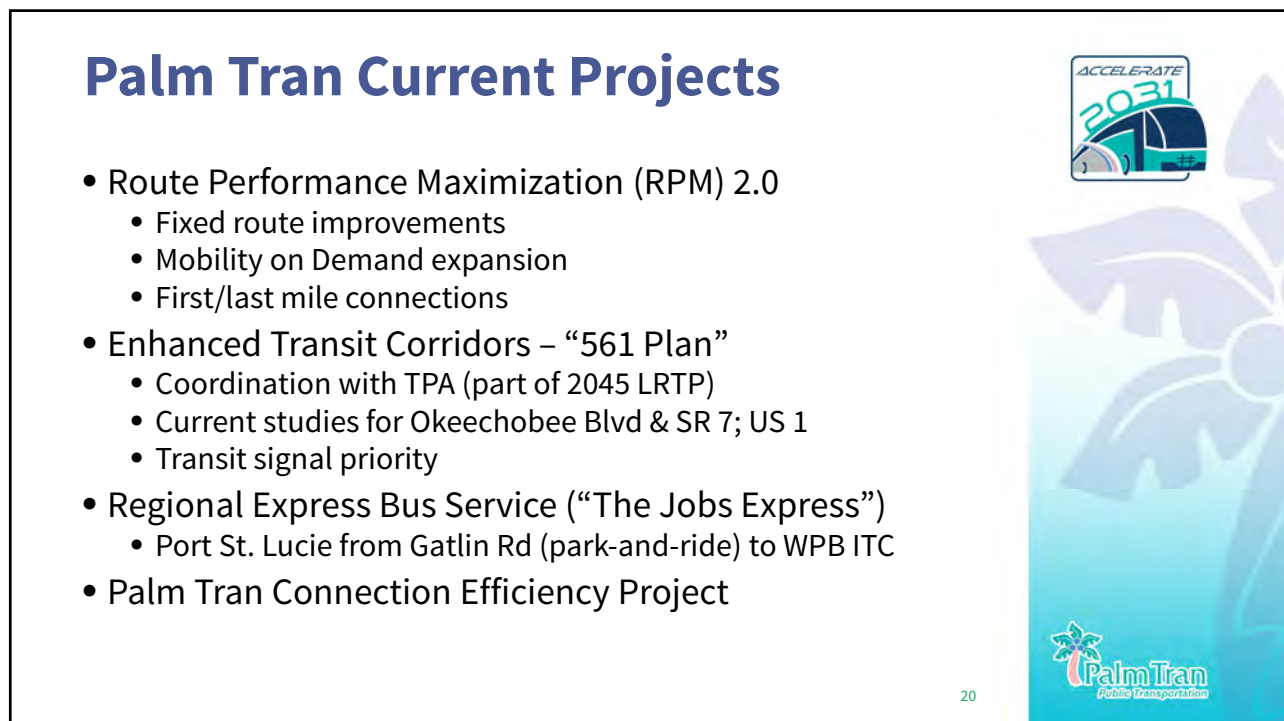 Palm Tran Current Projects
• Route Performance Maximization (RPM) 2.0
• Fixed route improvements
• Mobility on Demand expansion
• First/last mile connections
• Enhanced Transit Corridors – “561 Plan”
• Coordination with TPA (part of 2045 LRTP)
• Current studies for Okeechobee Blvd & SR 7; US 1
• Transit signal priority
• Regional Express Bus Service (“The Jobs Express”)
• Port St. Lucie from Gatlin Rd (park-and-ride) to WPB ITC
• Palm Tran Connection Efficiency Project
ACCELERATE
2031
Palm Tran
Public Transportation
20